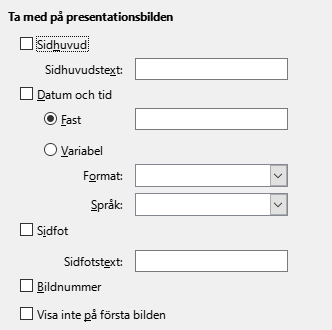 Ta med på presentationsbilden
Sidhuvud
Sidhuvudstext:
Datum och tid
Fast
Variabel
Format:
Språk:
Sidfot
Sidfotstext:
Bildnummer
Visa inte på första bilden